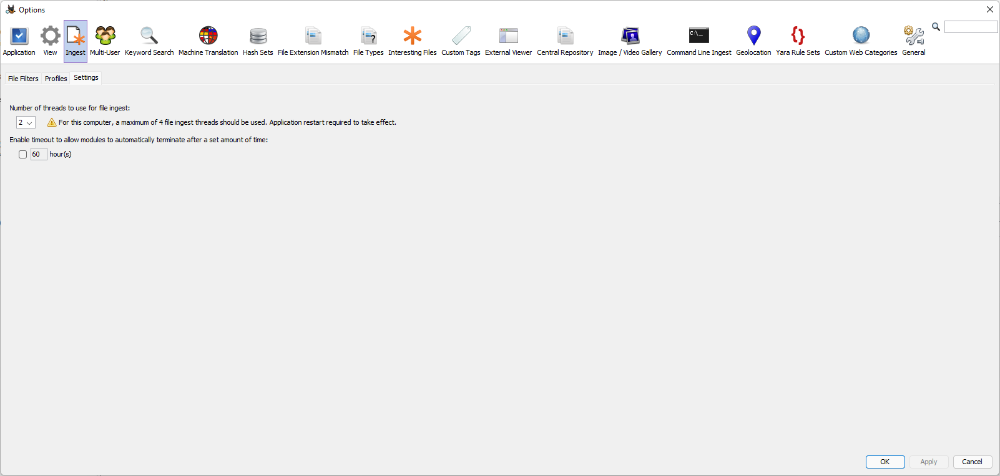 Options
C:\_
Application View Ingest Multi-User Keyword Search Machine Translation Hash Sets File Extension Mismatch File Types Interesting Files Custom Tags External Viewer Central Repository Image / Video Gallery Command Line Ingest Geolocation Yara Rule Sets Custom Web Categories General
File Filters Profiles Settings
Number of threads to use for file ingest:
2 For this computer, a maximum of 4 file ingest threads should be used. Application restart required to take effect.
Enable timeout to allow modules to automatically terminate after a set amount of time:
60 hour(s)
OK Apply Cancel